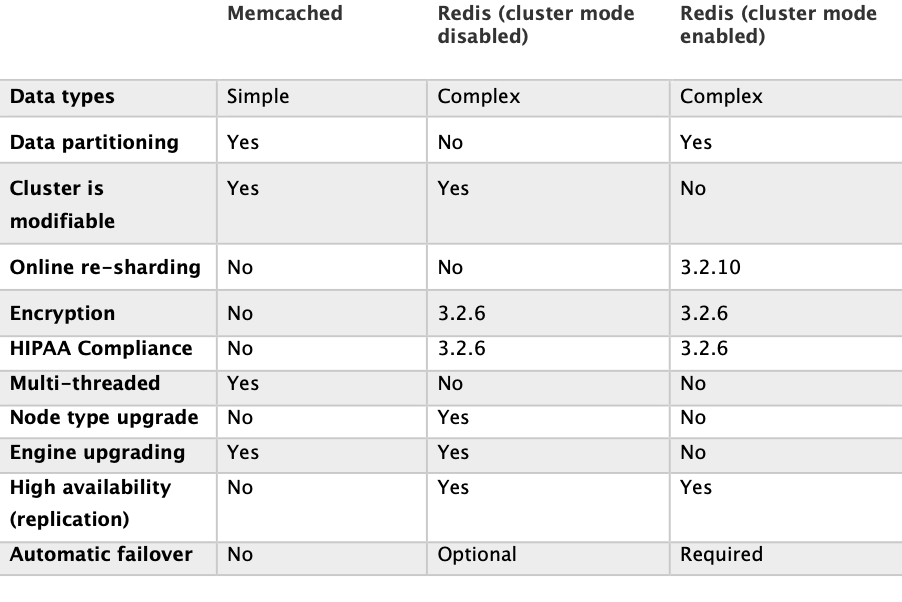 Memcached Redis (cluster mode disabled) Redis (cluster mode enabled)
Data types Simple Complex Complex
Data partitioning Yes No Yes
Cluster is modifiable Yes Yes No
Online re-sharding No No 3.2.10
Encryption No 3.2.6 3.2.6
HIPAA Compliance No 3.2.6 3.2.6
Multi-threaded Yes No No
Node type upgrade No Yes No
Engine upgrading Yes Yes No
High availability (replication) No Yes Yes
Automatic failover No Optional Required